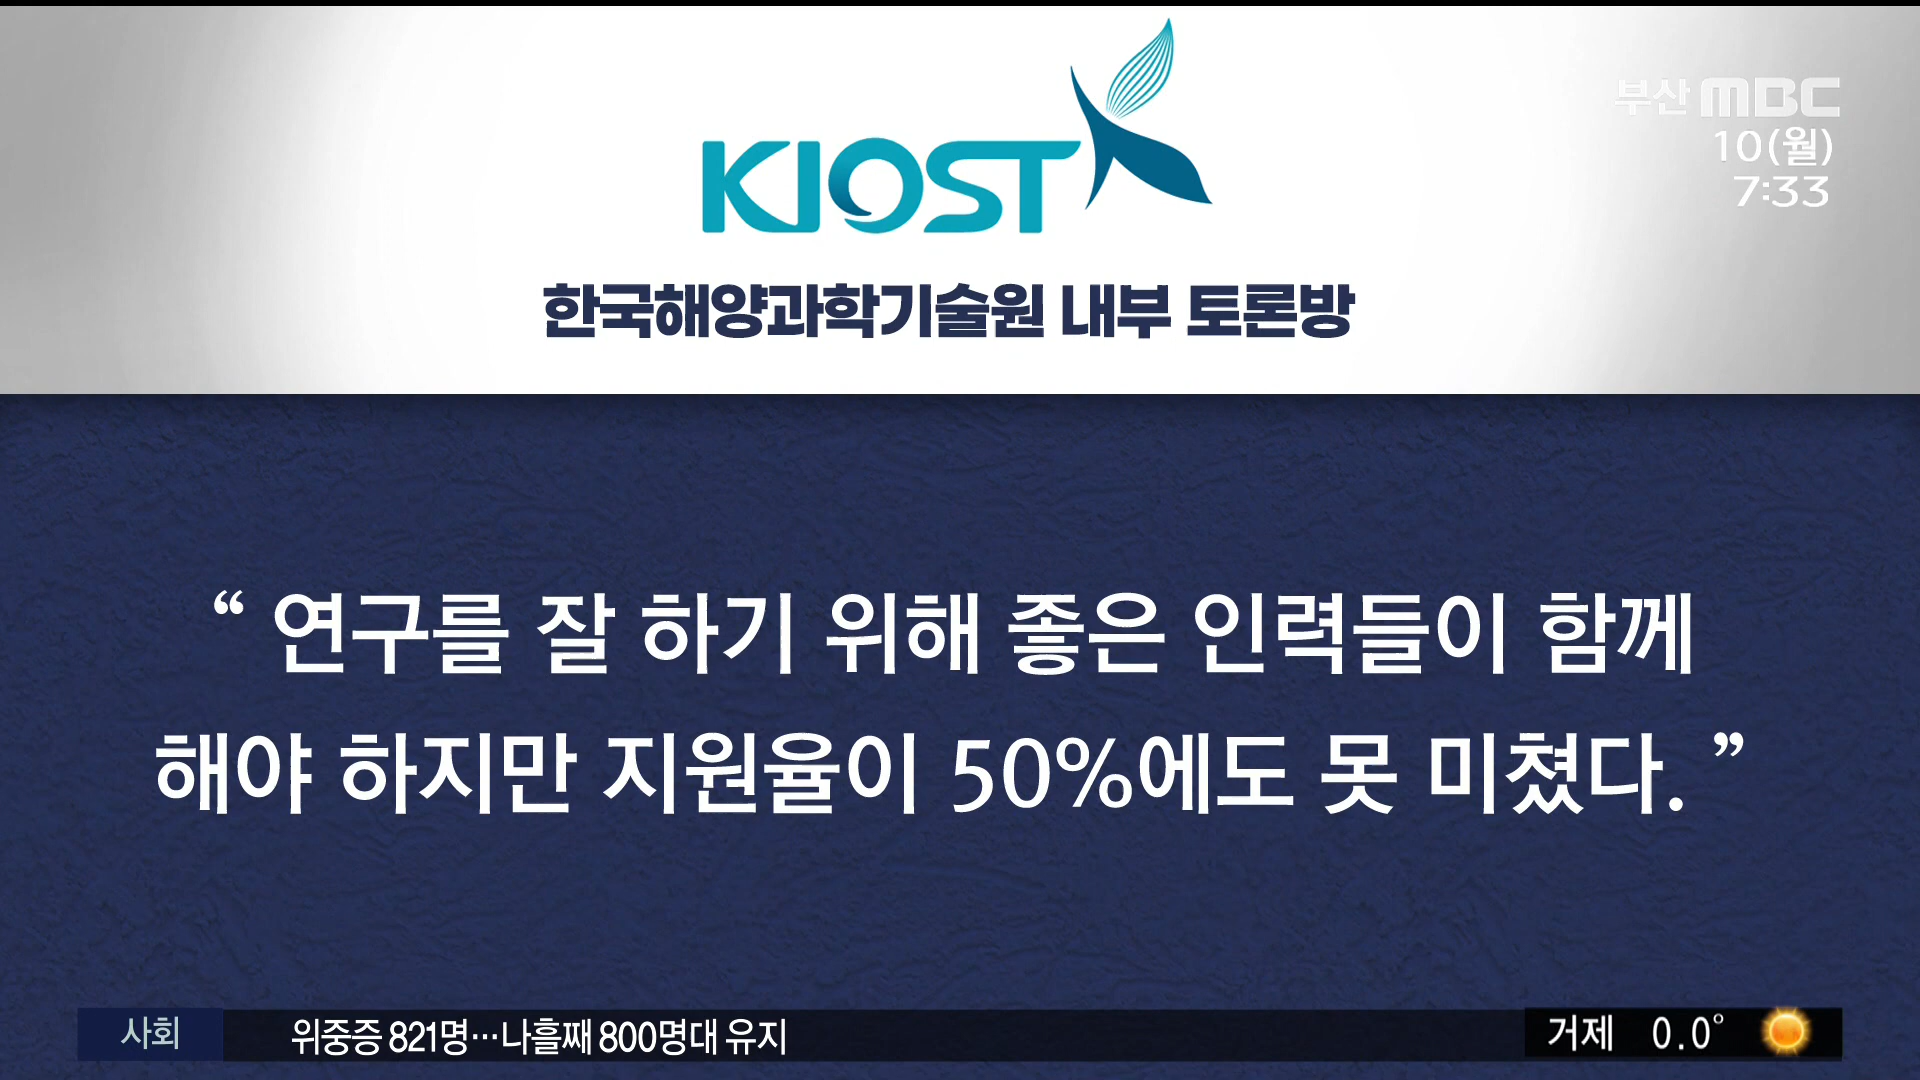 KIOST
부산 MBC
10(월)
7:33
한국해양과학기술원 내부 토론방
“ 연구를 잘 하기 위해 좋은 인력들이 함께
해야 하지만 지원율이 50%에도 못 미쳤다. ”
사회 위중증 821명…나흘째 800명대 유지 거제 0.0°